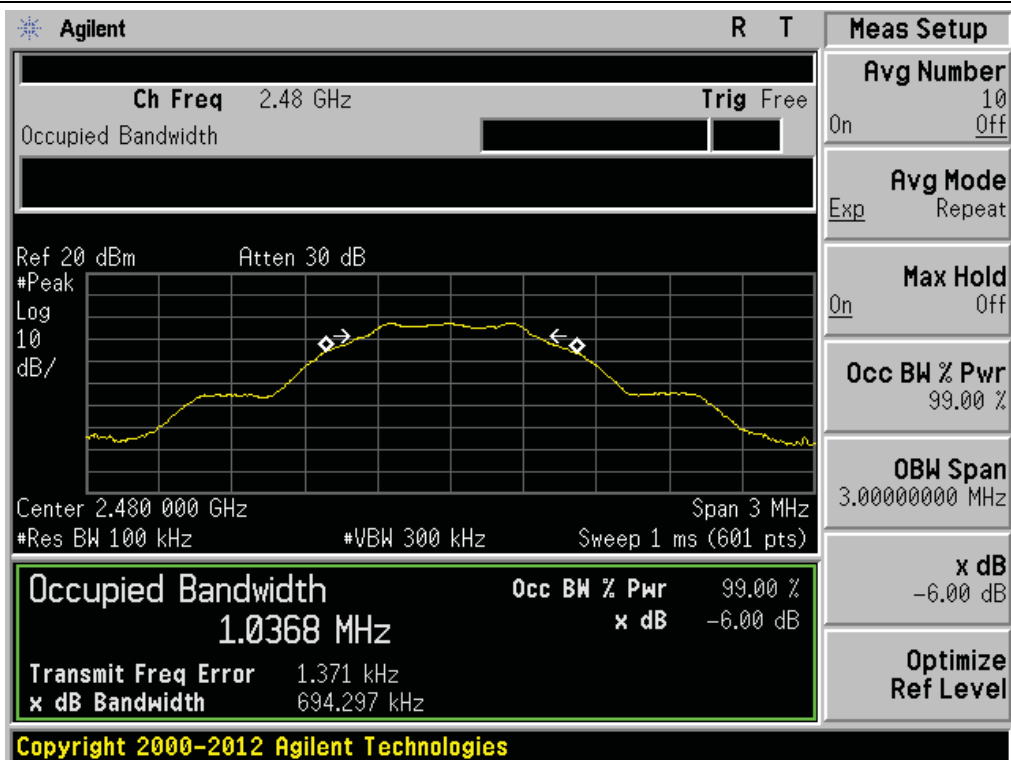 Agilent R T
Ch Freq 2.48 GHz Trig Free
Occupied Bandwidth
Ref 20 dBm Atten 30 dB
#Peak
Log
10
dB/
Center 2.480 000 GHz Span 3 MHz
#Res BW 100 kHz #VBW 300 kHz Sweep 1 ms (601 pts)
Occupied Bandwidth Occ BW % Pwr 99.00 %
1.0368 MHz x dB -6.00 dB
Transmit Freq Error 1.371 kHz
x dB Bandwidth 694.297 kHz
Copyright 2000-2012 Agilent Technologies
Meas Setup
Avg Number
10
On Off
Avg Mode
Exp Repeat
Max Hold
On Off
Occ BW % Pwr
99.00 %
OBW Span
3.00000000 MHz
x dB
-6.00 dB
Optimize
Ref Level